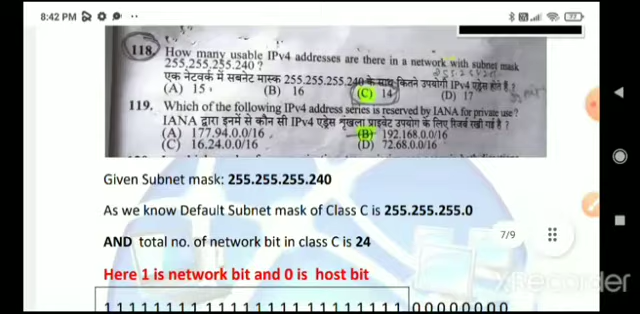 8:42 PM
77
118. How many usable IPv4 addresses are there in a network with subnet mask
255.255.255.240 ?
एक नेटवर्क में सबनेट मास्क 255.255.255.240 के साथ कितने उपयोगी IPv4 एड्रेस होते है ?
(A) 15 (B) 16 (C) 14 (D) 17
119. Which of the following IPv4 address series is reserved by IANA for private use?
IANA द्वारा इनमें से कौन सी IPv4 एड्रेस शृंखला प्राइवेट उपयोग के लिए रिजर्व रखी गई है ?
(A) 177.94.0.0/16 (B) 192.168.0.0/16
(C) 16.24.0.0/16 (D) 72.68.0.0/16
Given Subnet mask: 255.255.255.240
As we know Default Subnet mask of Class C is 255.255.255.0
7/9
AND total no. of network bit in class C is 24
Here 1 is network bit and 0 is host bit
Recorder
11111111 1111111111111111 00000000